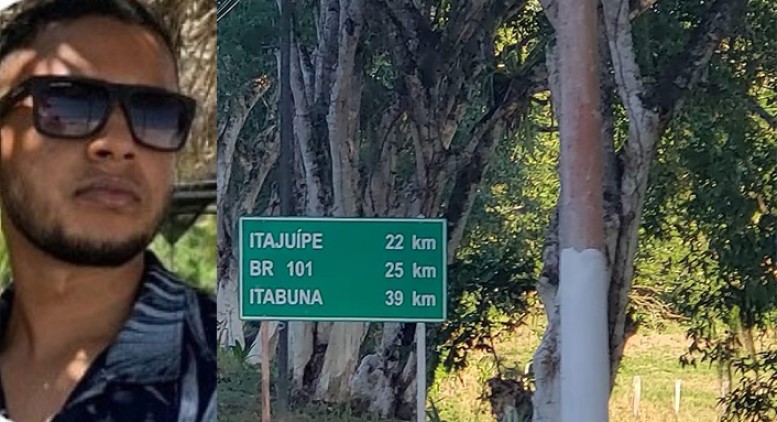 ITAJUÍPE 22 km
BR 101 25 km
ITABUNA 39 km